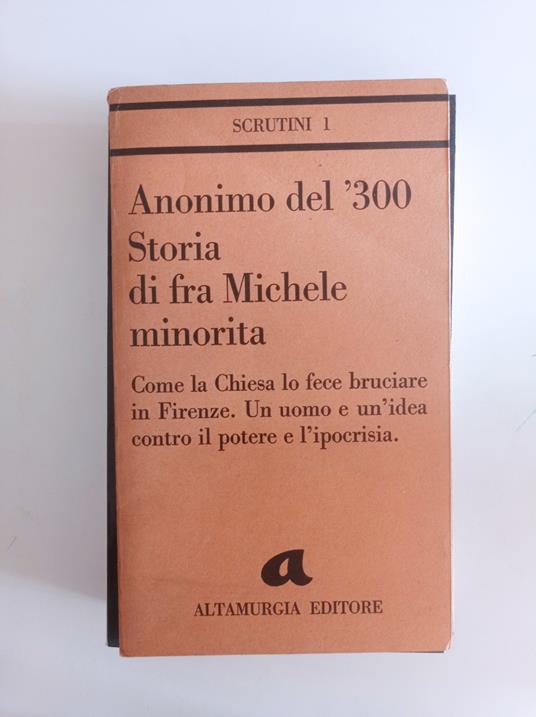 SCRUTINI 1
Anonimo del '300
Storia
di fra Michele
minorita
Come la Chiesa lo fece bruciare
in Firenze. Un uomo e un'idea
contro il potere e l'ipocrisia.
a
ALTAMURGIA EDITORE